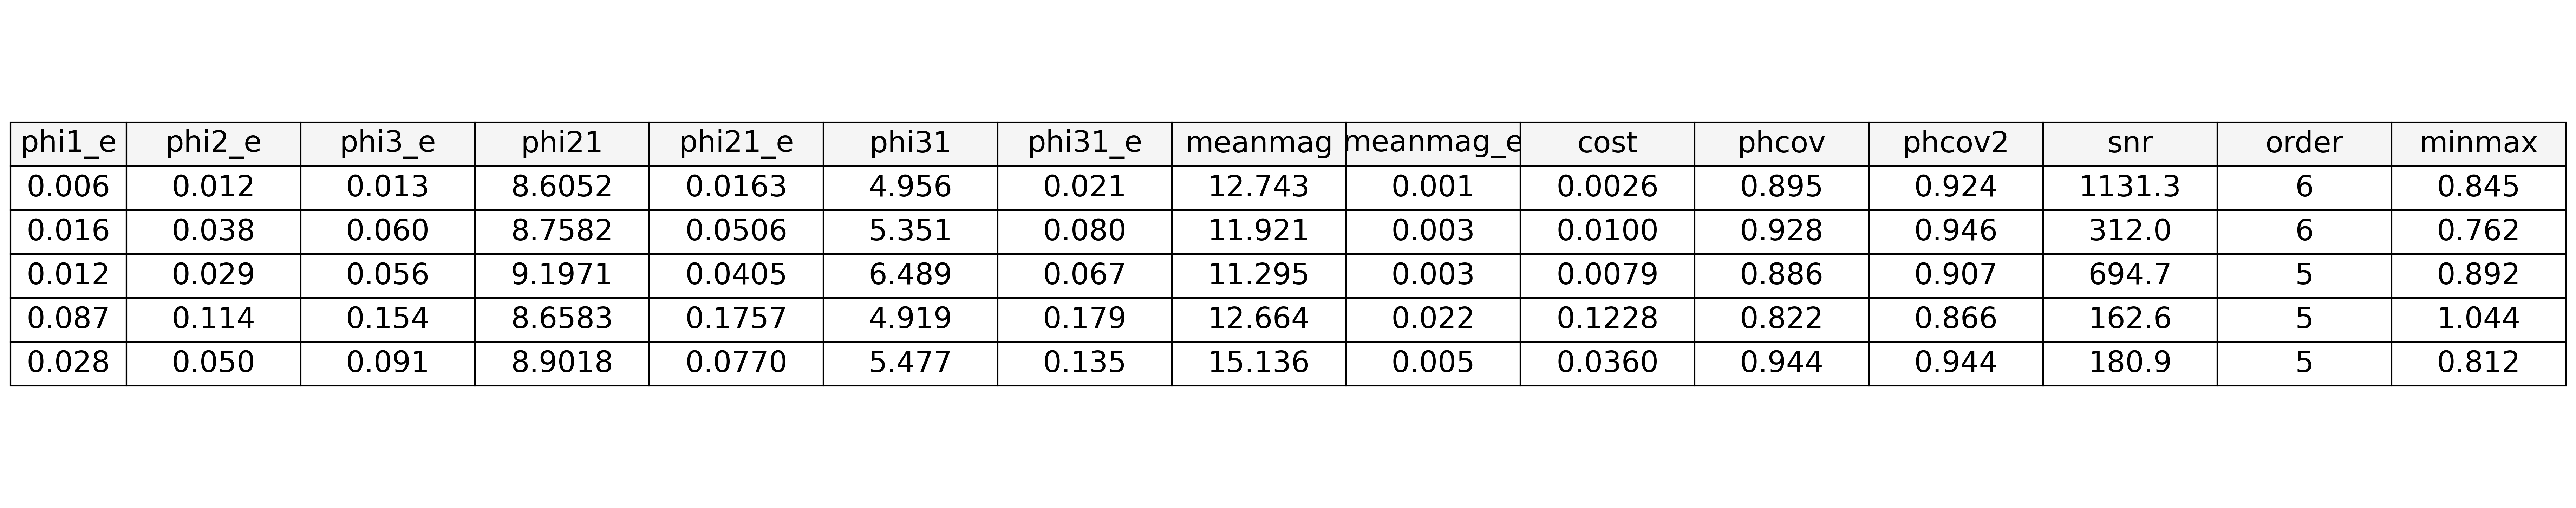 phi1_e phi2_e phi3_e phi21 phi21_e phi31 phi31_e meanmag meanmag_e cost phcov phcov2 snr order minmax
0.006 0.012 0.013 8.6052 0.0163 4.956 0.021 12.743 0.001 0.0026 0.895 0.924 1131.3 6 0.845
0.016 0.038 0.060 8.7582 0.0506 5.351 0.080 11.921 0.003 0.0100 0.928 0.946 312.0 6 0.762
0.012 0.029 0.056 9.1971 0.0405 6.489 0.067 11.295 0.003 0.0079 0.886 0.907 694.7 5 0.892
0.087 0.114 0.154 8.6583 0.1757 4.919 0.179 12.664 0.022 0.1228 0.822 0.866 162.6 5 1.044
0.028 0.050 0.091 8.9018 0.0770 5.477 0.135 15.136 0.005 0.0360 0.944 0.944 180.9 5 0.812